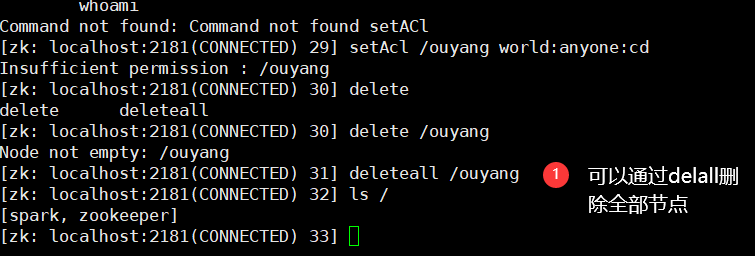 whoami
Command not found: Command not found setACl
[zk: localhost:2181(CONNECTED) 29] setAcl /ouyang world:anyone:cd
Insufficient permission : /ouyang
[zk: localhost:2181(CONNECTED) 30] delete
delete      deleteall
[zk: localhost:2181(CONNECTED) 30] delete /ouyang
Node not empty: /ouyang
[zk: localhost:2181(CONNECTED) 31] deleteall /ouyang
[zk: localhost:2181(CONNECTED) 32] ls /
[spark, zookeeper]
[zk: localhost:2181(CONNECTED) 33]
1
可以通过delall删
除全部节点